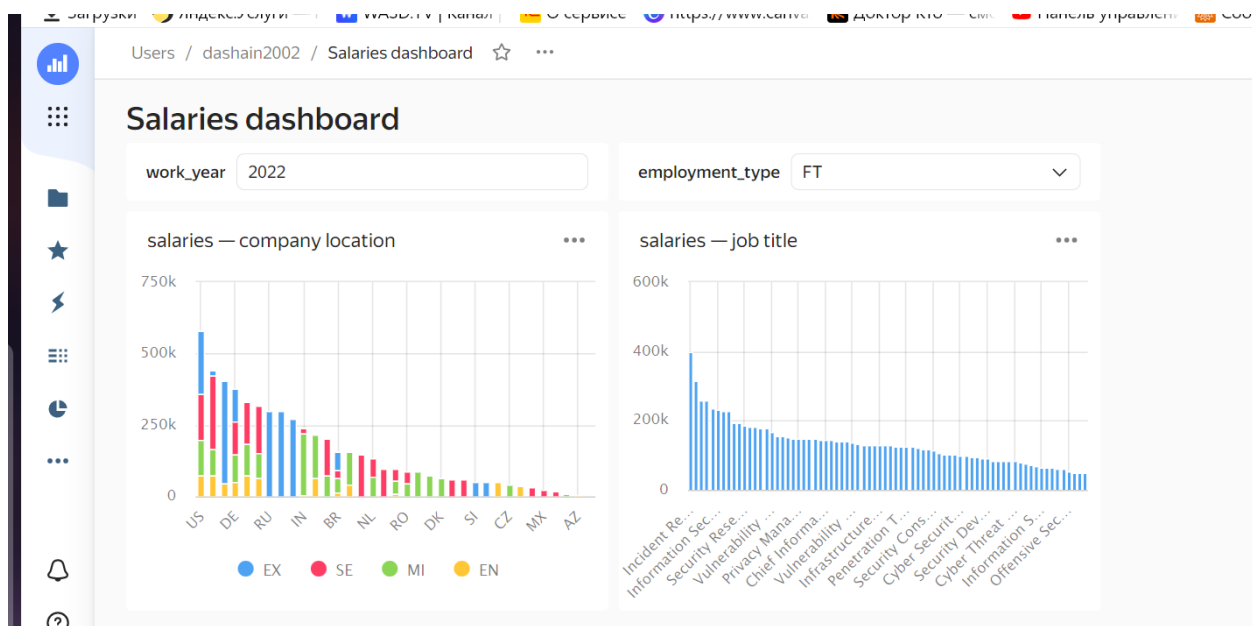 Загрузки Яндекс.Услуги — WASD.TV | Канал О сервисе https://www.canva Доктор Кто — Панель управлен
Users / dashain2002 / Salaries dashboard
Salaries dashboard
work_year 2022
employment_type FT
salaries — company location
salaries — job title
750k
500k
250k
0
US DE RU IN BR NL RO DK SI CZ MX AZ
EX SE MI EN
600k
400k
200k
0
Incident Re... Information Sec... Security Rese... Vulnerability ... Privacy Mana... Chief Informa... Vulnerability ... Infrastructure... Penetration T... Security Cons... Cyber Securit... Security Dev... Cyber Threat ... Information S... Offensive Sec...